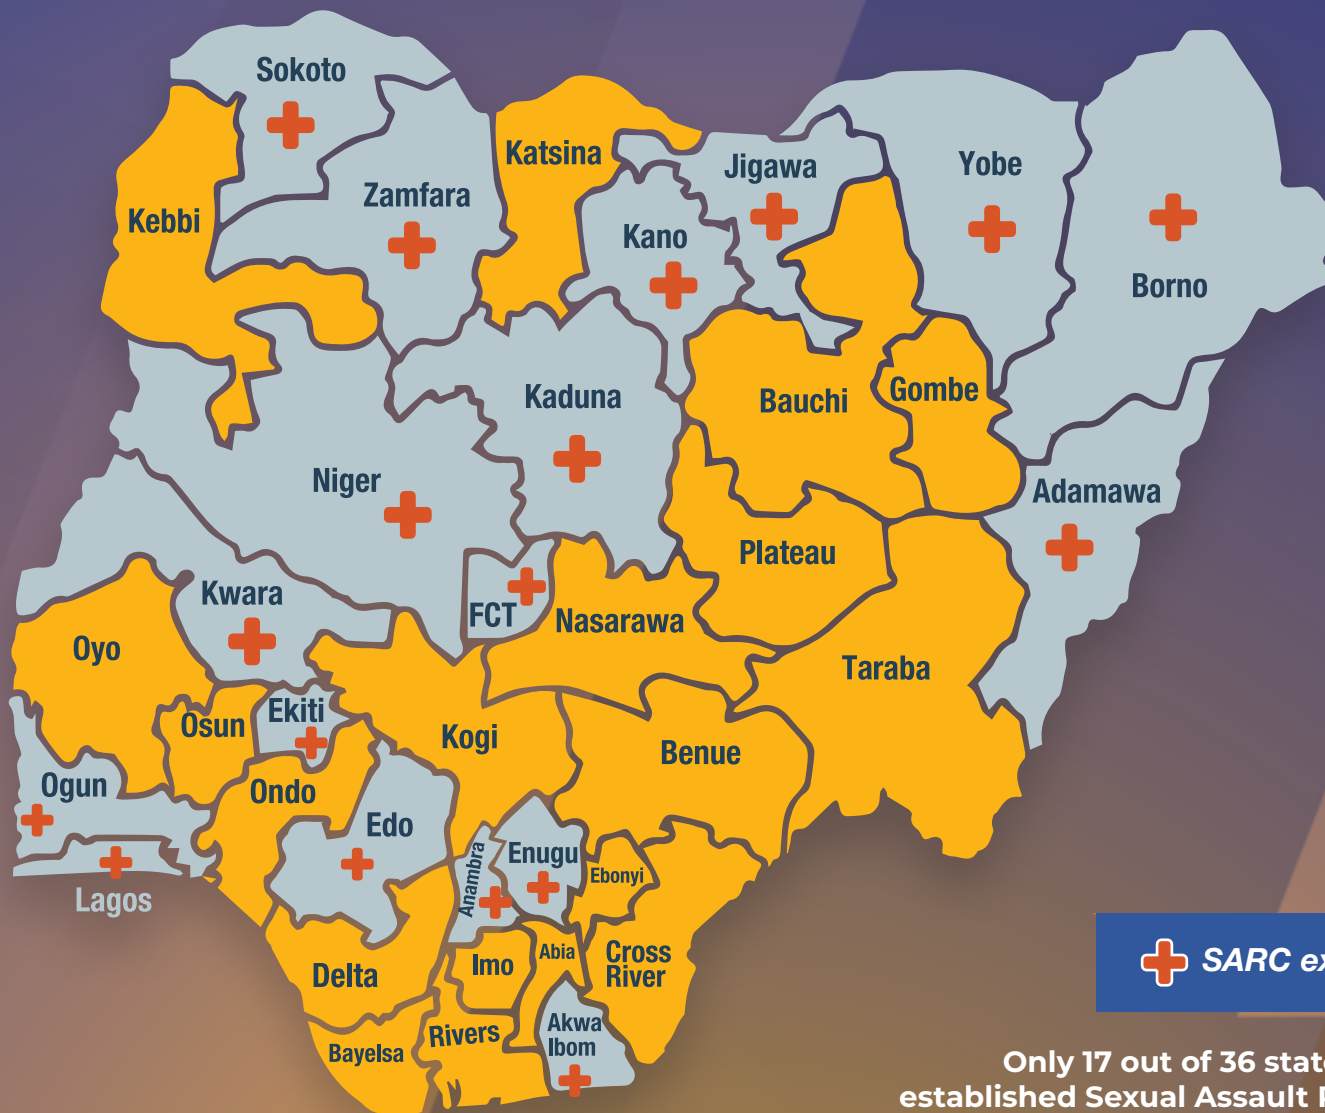 Sokoto
Katsina
Jigawa
Yobe
Zamfara
Kebbi
Kano
Borno
Kaduna
Bauchi
Gombe
Niger
Adamawa
Plateau
Kwara
FCT
Nasarawa
Oyo
Taraba
Ekiti
Osun
Kogi
Benue
Ogun
Ondo
Edo
Anambra
Enugu
Ebonyi
Lagos
Abia
Cross
River
Imo
Delta
Akwa
Ibom
Rivers
Bayelsa
SARC
Only 17 out of 36
established Sexual Assault